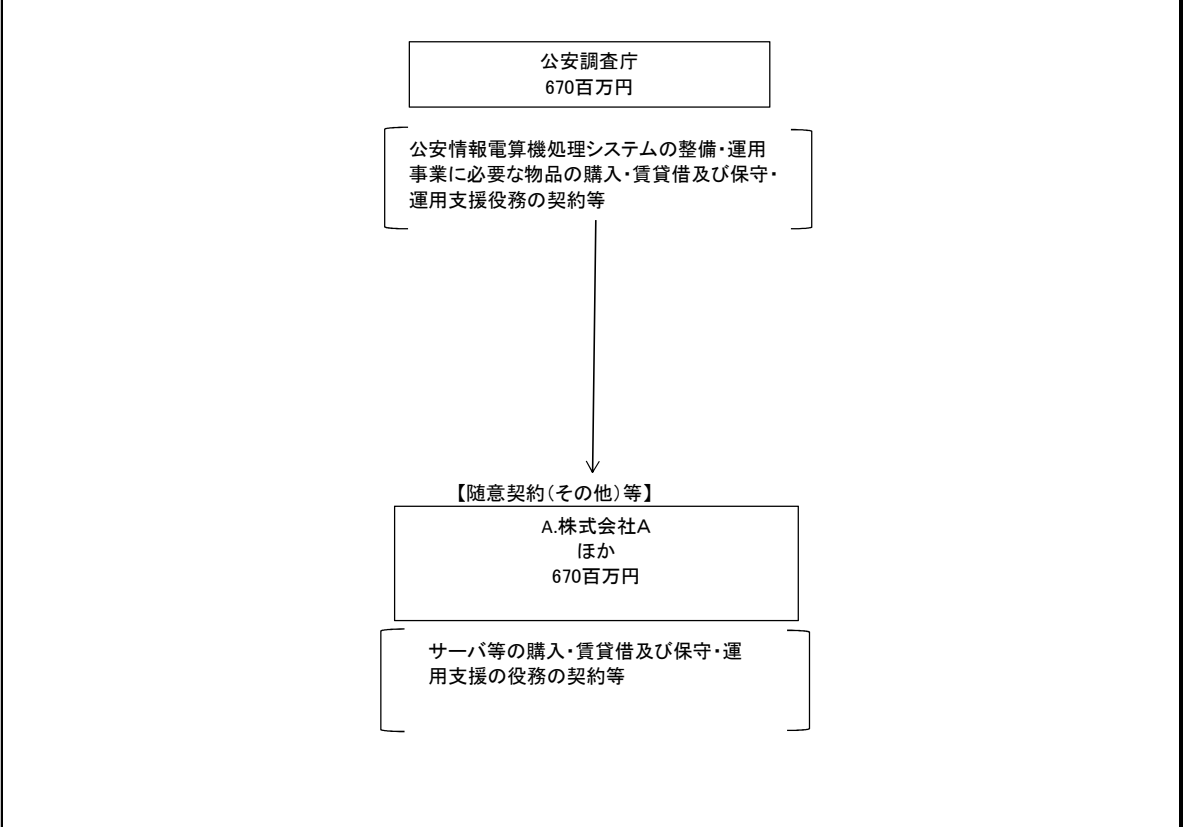 公安調査庁
670百万円
公安情報電算機処理システムの整備・運用
事業に必要な物品の購入・賃貸借及び保守・
運用支援役務の契約等
【随意契約（その他）等】
A.株式会社Ａ
ほか
670百万円
サーバ等の購入・賃貸借及び保守・運
用支援の役務の契約等